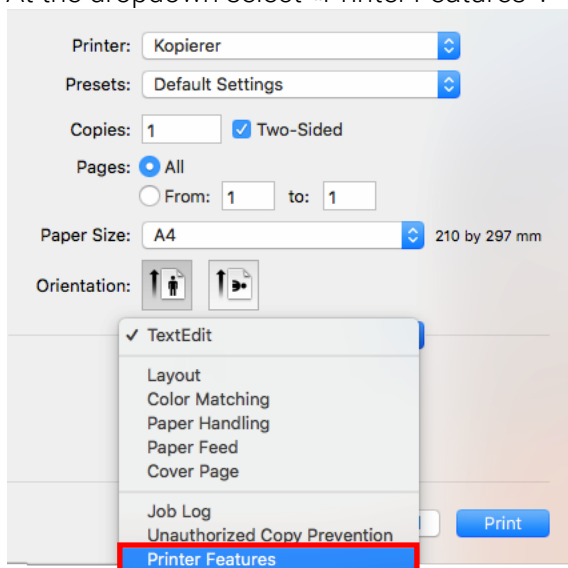 At the dropdown select «Printer Features".
Printer: Kopierer
Presets: Default Settings
Copies: 1 Two-Sided
Pages: All
From: 1 to: 1
Paper Size: A4 210 by 297 mm
Orientation:
✓ TextEdit
Layout
Color Matching
Paper Handling
Paper Feed
Cover Page
Job Log
Unauthorized Copy Prevention
Print
Printer Features